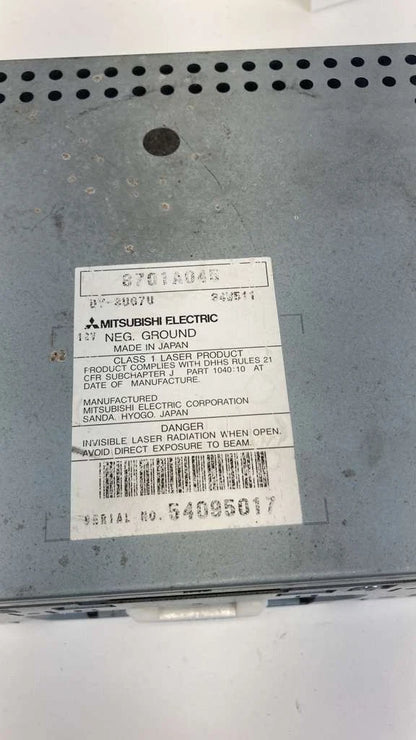 8701A045
84W511
MITSUBISHI ELECTRIC
12V NEG. GROUND
MADE IN JAPAN
CLASS 1 LASER PRODUCT
PRODUCT COMPLIES WITH DHHS RULES 21
CFR SUBCHAPTER J PART 1040:10 AT
DATE OF MANUFACTURE.
MANUFACTURED
MITSUBISHI ELECTRIC CORPORATION
SANDA. HYOGO. JAPAN
DANGER
INVISIBLE LASER RADIATION WHEN OPEN.
AVOID DIRECT EXPOSURE TO BEAM.
SERIAL NO. 54095017